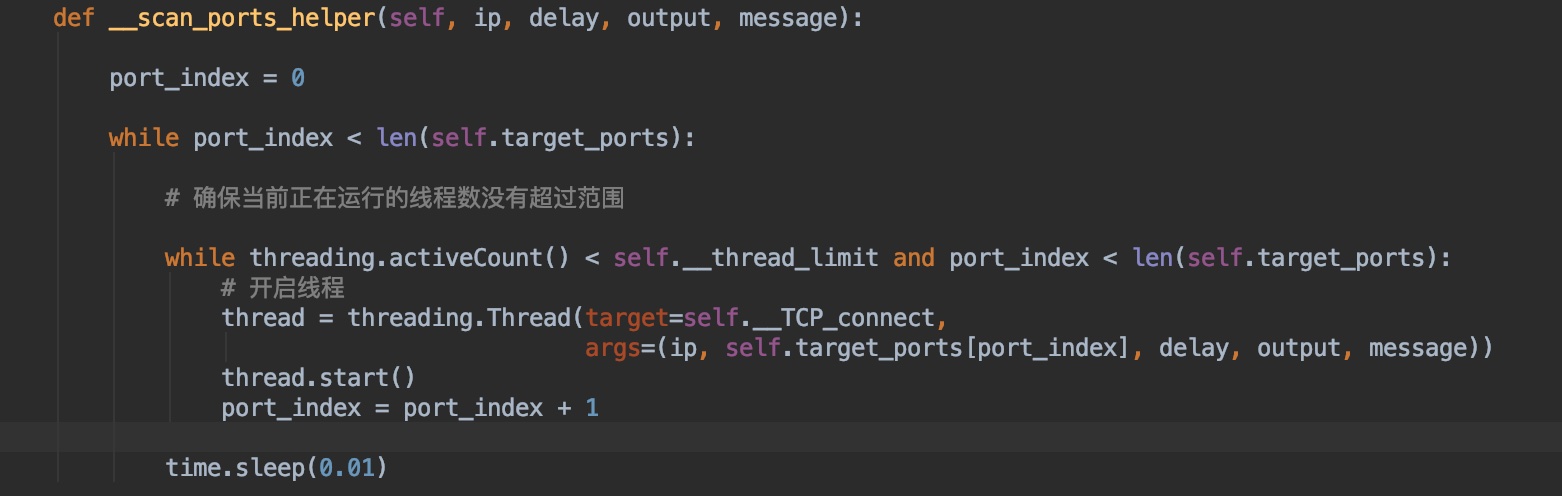 def __scan_ports_helper(self, ip, delay, output, message):
port_index = 0
while port_index < len(self.target_ports):
# 确保当前正在运行的线程数没有超过范围
while threading.activeCount() < self.__thread_limit and port_index < len(self.target_ports):
# 开启线程
thread = threading.Thread(target=self.__TCP_connect,
args=(ip, self.target_ports[port_index], delay, output, message))
thread.start()
port_index = port_index + 1
time.sleep(0.01)